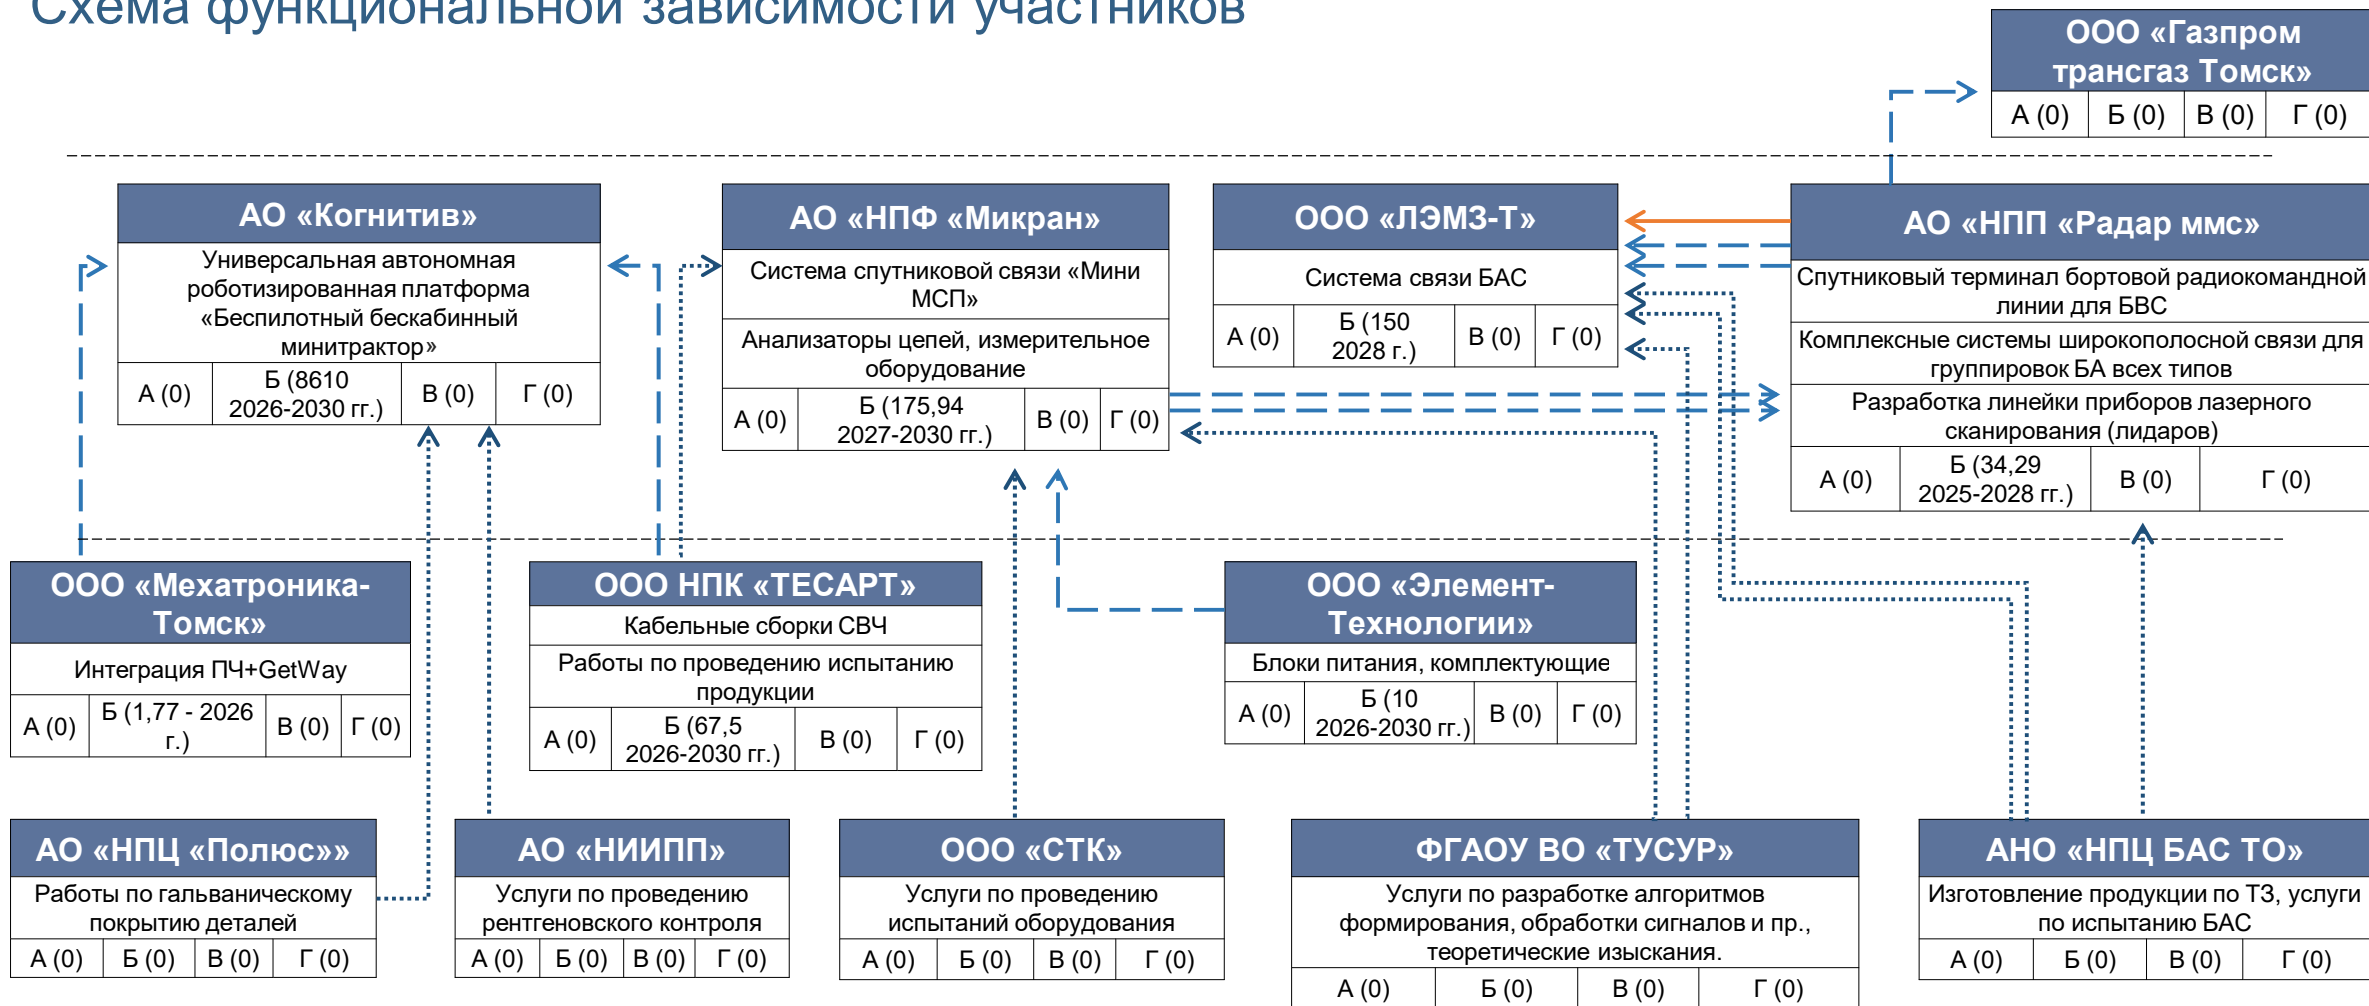 Схема функциональной зависимости участников
ООО «Газпром
трансгаз Томск»
А (0) Б (0) В (0) Г (0)
АО «Когнитив»
Универсальная автономная
роботизированная платформа
«Беспилотный бескабинный
минитрактор»
А (0) Б (8610 2026-2030 гг.) В (0) Г (0)
АО «НПФ «Микран»
Система спутниковой связи «Мини
МСП»
Анализаторы цепей, измерительное
оборудование
А (0) Б (175,94 2027-2030 гг.) В (0) Г (0)
ООО «ЛЭМЗ-Т»
Система связи БАС
А (0) Б (150 2028 г.) В (0) Г (0)
АО «НПП «Радар ммс»
Спутниковый терминал бортовой радиокомандной
линии для БВС
Комплексные системы широкополосной связи для
группировок БА всех типов
Разработка линейки приборов лазерного
сканирования (лидаров)
А (0) Б (34,29 2025-2028 гг.) В (0) Г (0)
ООО «Мехатроника-
Томск»
Интеграция ПЧ+GetWay
А (0) Б (1,77 - 2026 г.) В (0) Г (0)
ООО НПК «ТЕСАРТ»
Кабельные сборки СВЧ
Работы по проведению испытанию
продукции
А (0) Б (67,5 2026-2030 гг.) В (0) Г (0)
ООО «Элемент-
Технологии»
Блоки питания, комплектующие
А (0) Б (10 2026-2030 гг.) В (0) Г (0)
АО «НПЦ «Полюс»»
Работы по гальваническому
покрытию деталей
А (0) Б (0) В (0) Г (0)
АО «НИИПП»
Услуги по проведению
рентгеновского контроля
А (0) Б (0) В (0) Г (0)
ООО «СТК»
Услуги по проведению
испытаний оборудования
А (0) Б (0) В (0) Г (0)
ФГАОУ ВО «ТУСУР»
Услуги по разработке алгоритмов
формирования, обработки сигналов и пр.,
теоретические изыскания.
А (0) Б (0) В (0) Г (0)
АНО «НПЦ БАС ТО»
Изготовление продукции по ТЗ, услуги
по испытанию БАС
А (0) Б (0) В (0) Г (0)